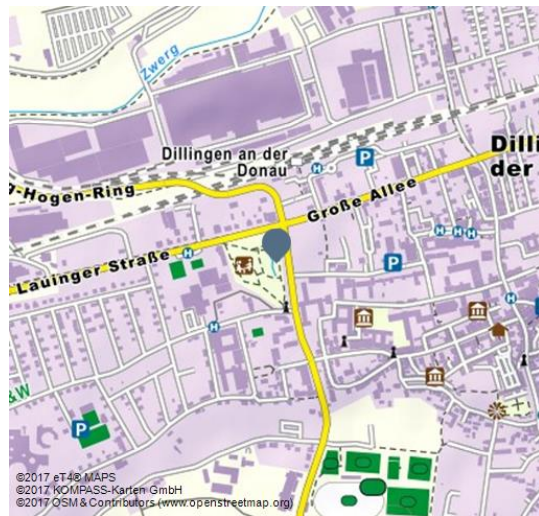 Zwerg
Dillingen an der
Donau
Dilli
der
H
P
-Hogen-Ring
Große Allee
Lauinger Straße
H
H H H
P
H
H
&W
P
©2017 eT4® MAPS
©2017 KOMPASS-Karten GmbH
©2017 OSM & Contributors (www.openstreetmap.org)